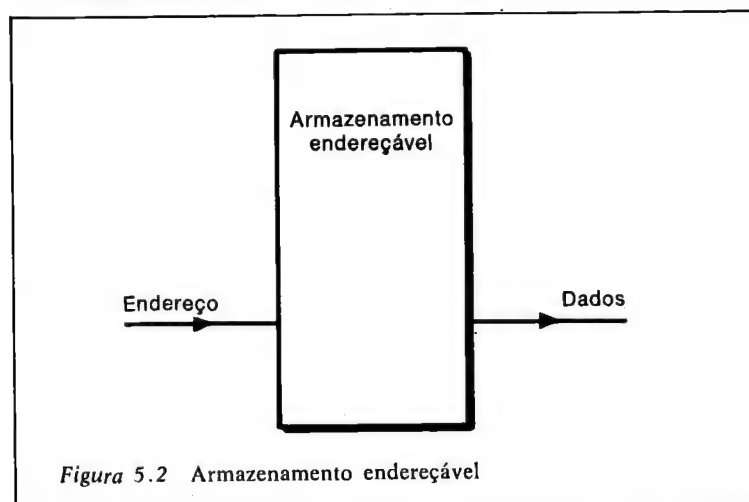 Armazenamento
endereçável
Endereço
Dados
Figura 5.2 Armazenamento endereçável